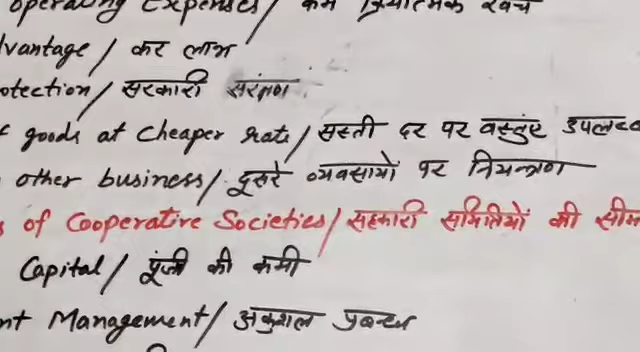 operating Expenses/ कम क्रियात्मक खर्च
dvantage/ कर लाभ
otection/ सरकारी संरक्षण
f goods at cheaper rate/ सस्ती दर पर वस्तुएं उपलब्ध
other business/ दूसरे व्यवसायों पर नियन्त्रण
s of Cooperative Societies/ सहकारी समितियों की सीम
Capital/ पूंजी की कमी
nt Management/ अकुशल प्रबन्ध